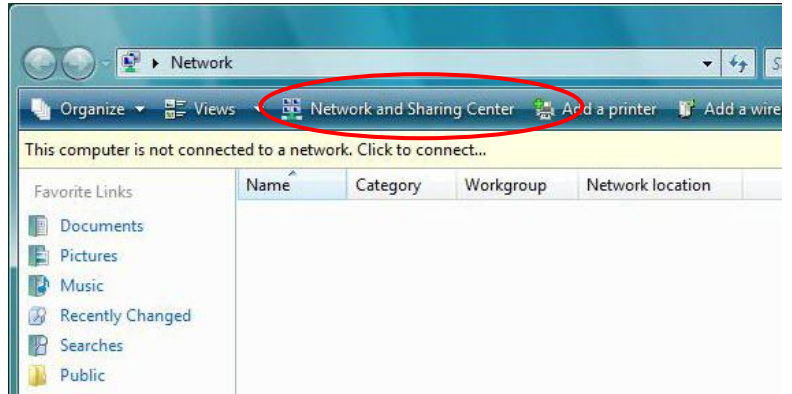 Network
Organize Views Network and Sharing Center Add a printer Add a wire
This computer is not connected to a network. Click to connect...
Favorite Links Name Category Workgroup Network location
Documents
Pictures
Music
Recently Changed
Searches
Public